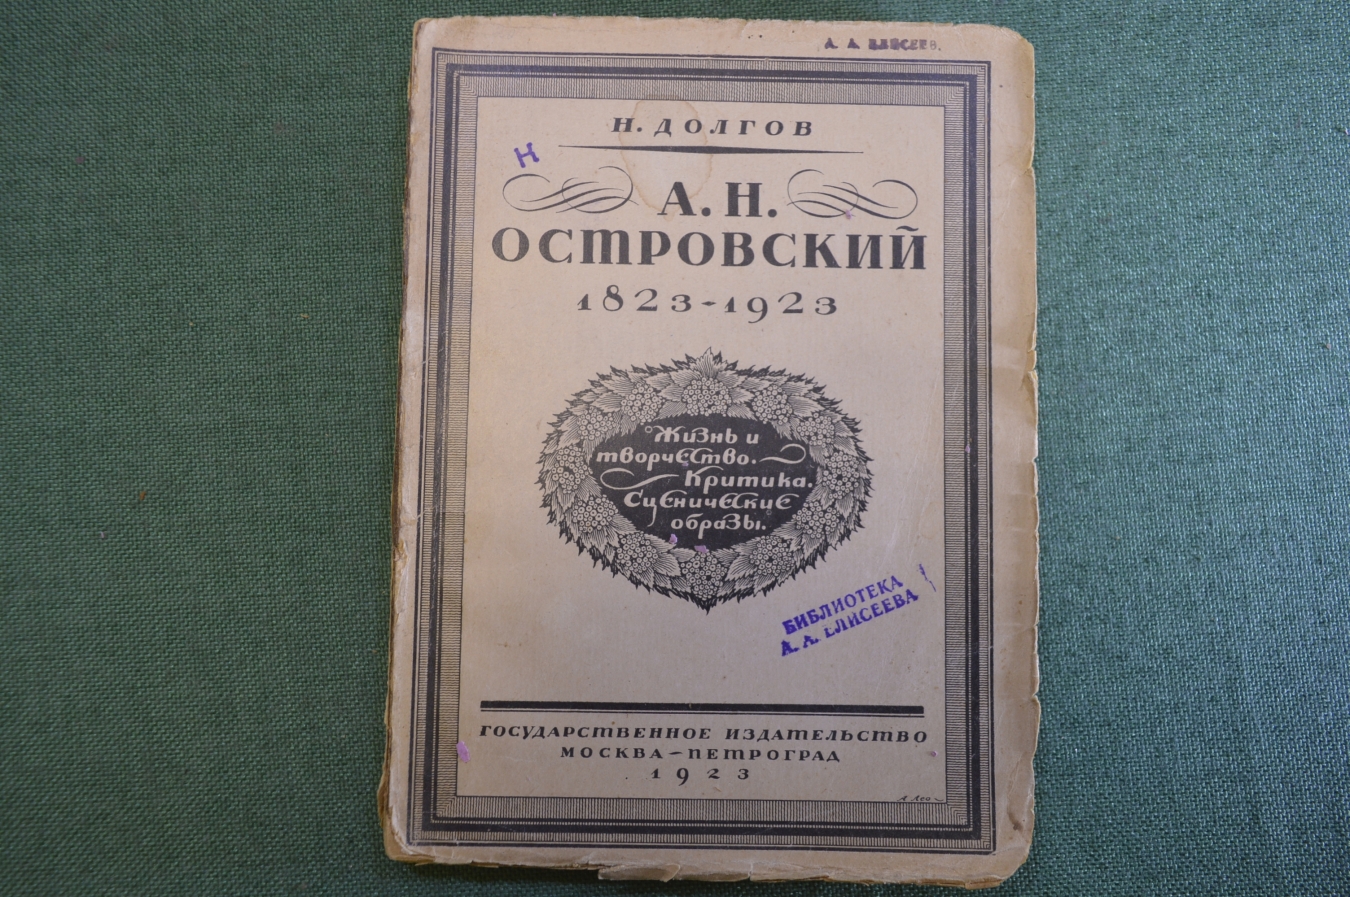 А. А. ЕЛИСЕЕВ.
Н. ДОЛГОВ
Н
А. Н.
ОСТРОВСКИЙ
1823-1923
Жизнь и
творчество.
Критика.
Сценические
образы.
БИБЛИОТЕКА
А. А. ЕЛИСЕЕВА
ГОСУДАРСТВЕННОЕ ИЗДАТЕЛЬСТВО
МОСКВА-ПЕТРОГРАД
1923